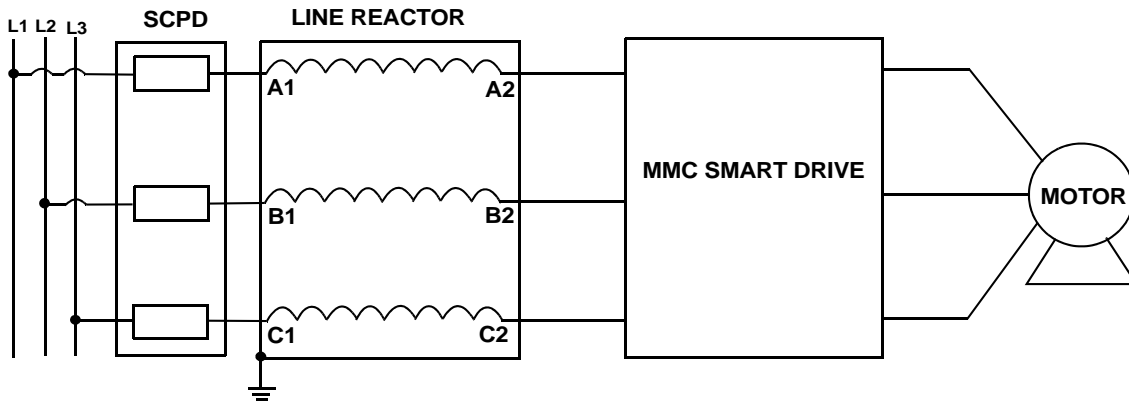 L1 L2 L3
SCPD
LINE REACTOR
A1
A2
B1
B2
C1
C2
MMC SMART DRIVE
MOTOR